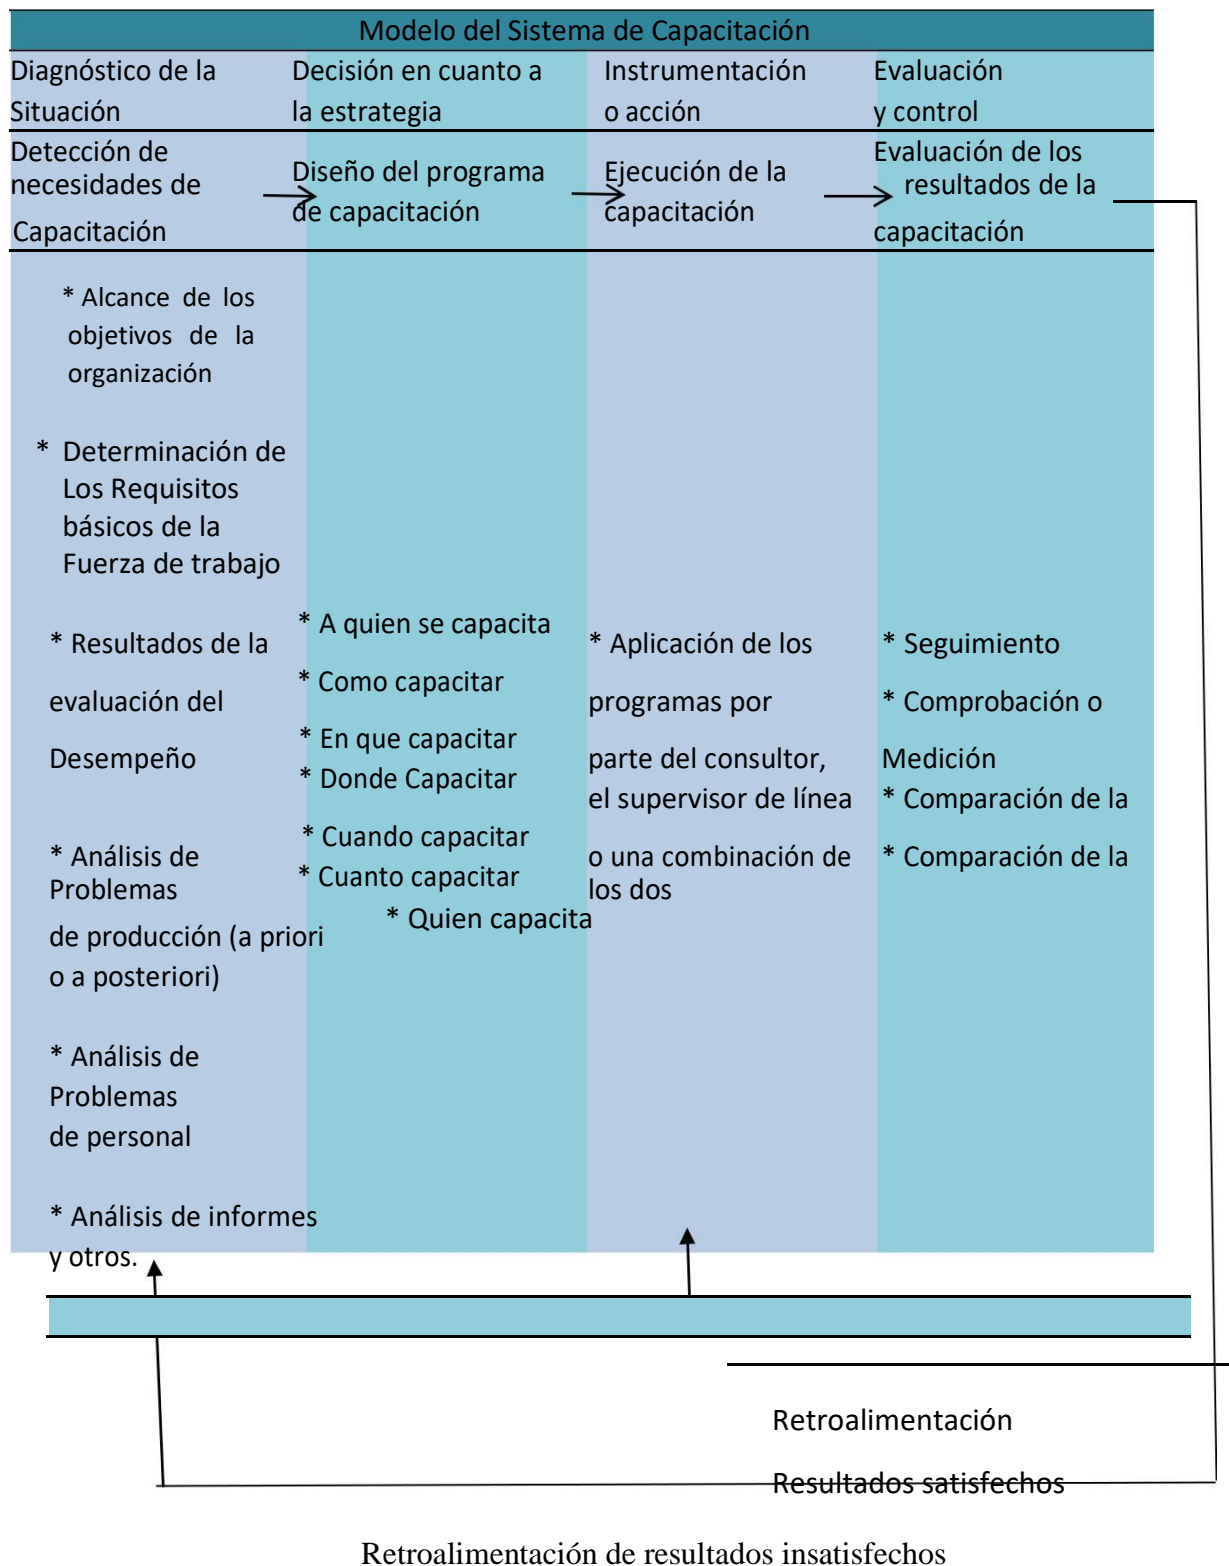 Modelo del Sistema de Capacitación
Diagnóstico de la
Situación
Decisión en cuanto a
la estrategia
Instrumentación
o acción
Evaluación
y control
Detección de
necesidades de
Capacitación
Diseño del programa
de capacitación
Ejecución de la
capacitación
Evaluación de los
resultados de la
capacitación
* Alcance de los
objetivos de la
organización
* Determinación de
Los Requisitos
básicos de la
Fuerza de trabajo
* Resultados de la
evaluación del
Desempeño
* Análisis de
Problemas
de producción (a priori
o a posteriori)
* Análisis de
Problemas
de personal
* Análisis de informes
y otros.
* A quien se capacita
* Como capacitar
* En que capacitar
* Donde Capacitar
* Cuando capacitar
* Cuanto capacitar
* Quien capacita
* Aplicación de los
programas por
parte del consultor,
el supervisor de línea
o una combinación de
los dos
* Seguimiento
* Comprobación o
Medición
* Comparación de la
* Comparación de la
Retroalimentación
Resultados satisfechos
Retroalimentación de resultados insatisfechos